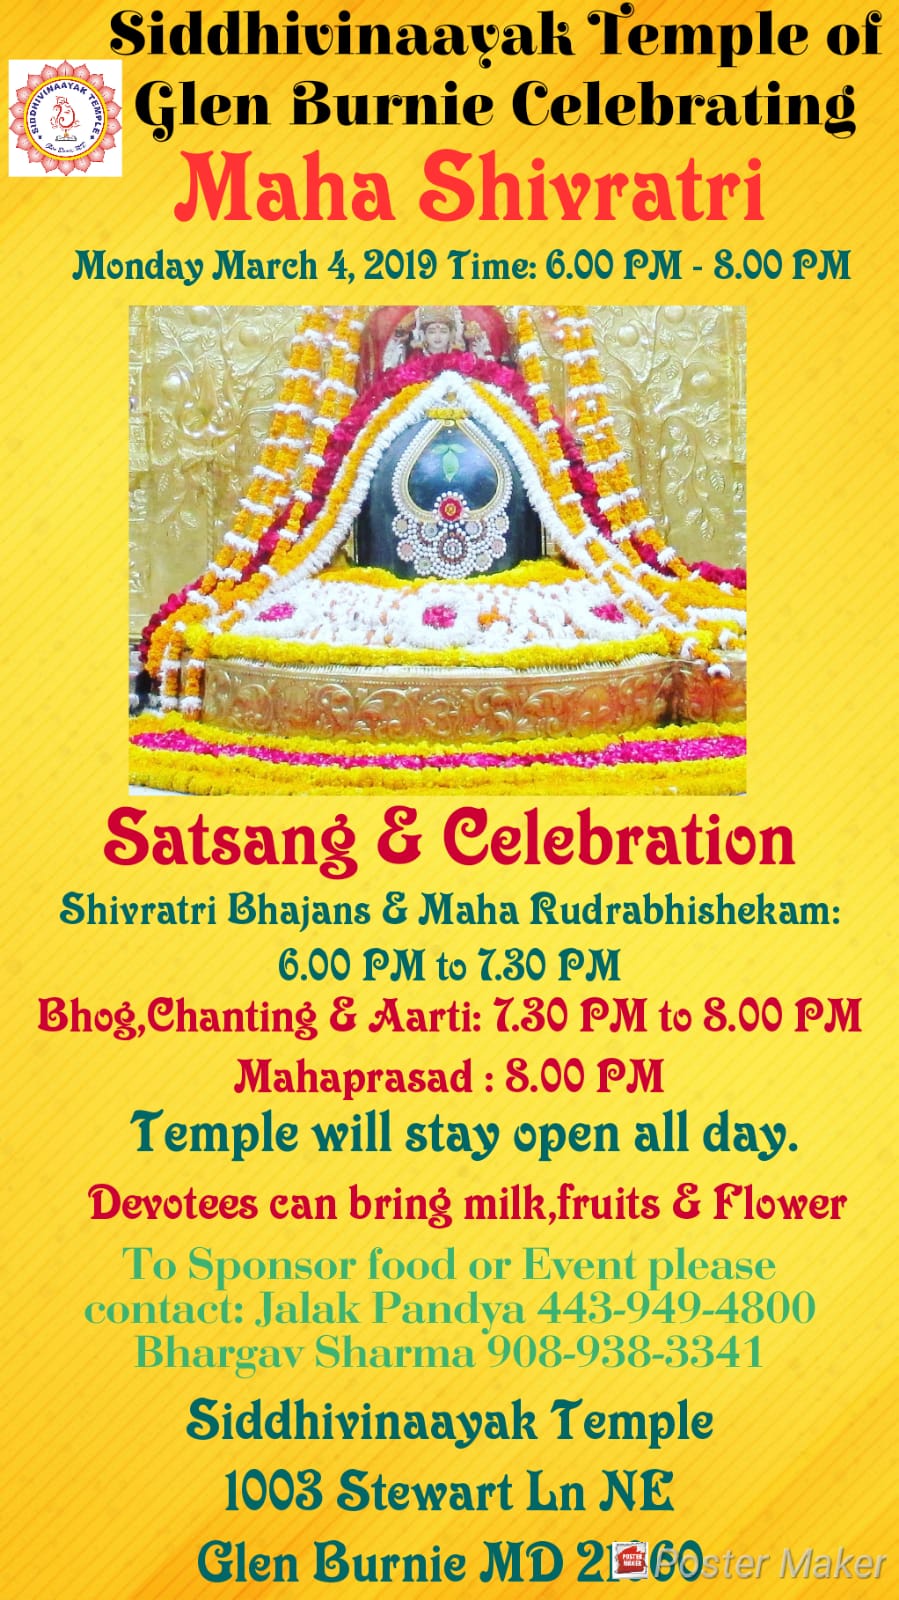 Siddhivinaayak Temple of
Glen Burnie Celebrating
SIDDHIVINAAYAK TEMPLE
Maha Shivratri
Monday March 4, 2019 Time: 6.00 PM - 8.00 PM
Satsang & Celebration
Shivratri Bhajans & Maha Rudrabhishekam:
6.00 PM to 7.30 PM
Bhog,Chanting & Aarti: 7.30 PM to 8.00 PM
Mahaprasad : 8.00 PM
Temple will stay open all day.
Devotees can bring milk,fruits & Flower
To Sponsor food or Event please
contact: Jalak Pandya 443-949-4800
Bhargav Sharma 908-938-3341
Siddhivinaayak Temple
1003 Stewart Ln NE
Glen Burnie MD
POSTER MAKER
Poster Maker